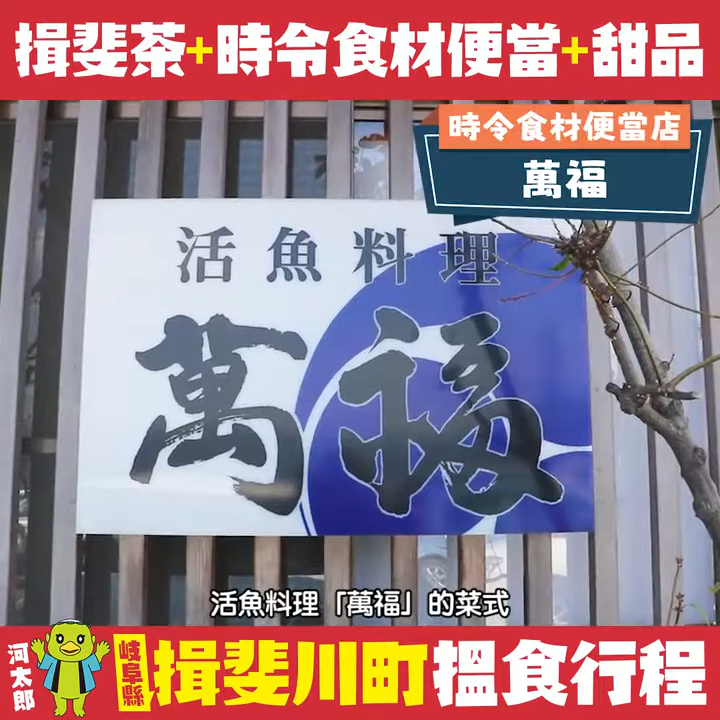 揖斐茶+時令食材便當+甜品
時令食材便當店
萬福
活魚料理
萬福
活魚料理「萬福」的菜式
河太郎
岐阜縣
揖斐川町搵食行程